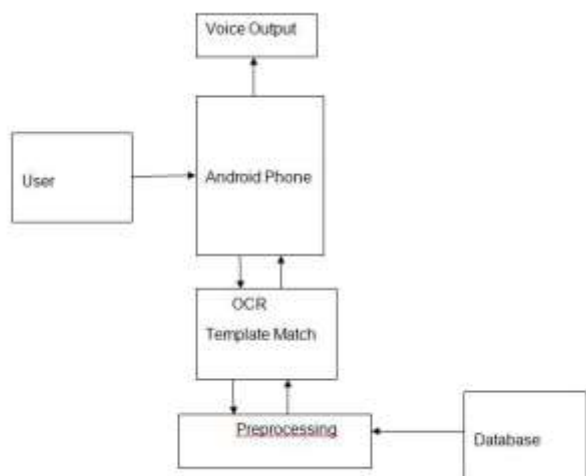 Voice Output
User
Android Phone
OCR
Template Match
Preprocessing
Database